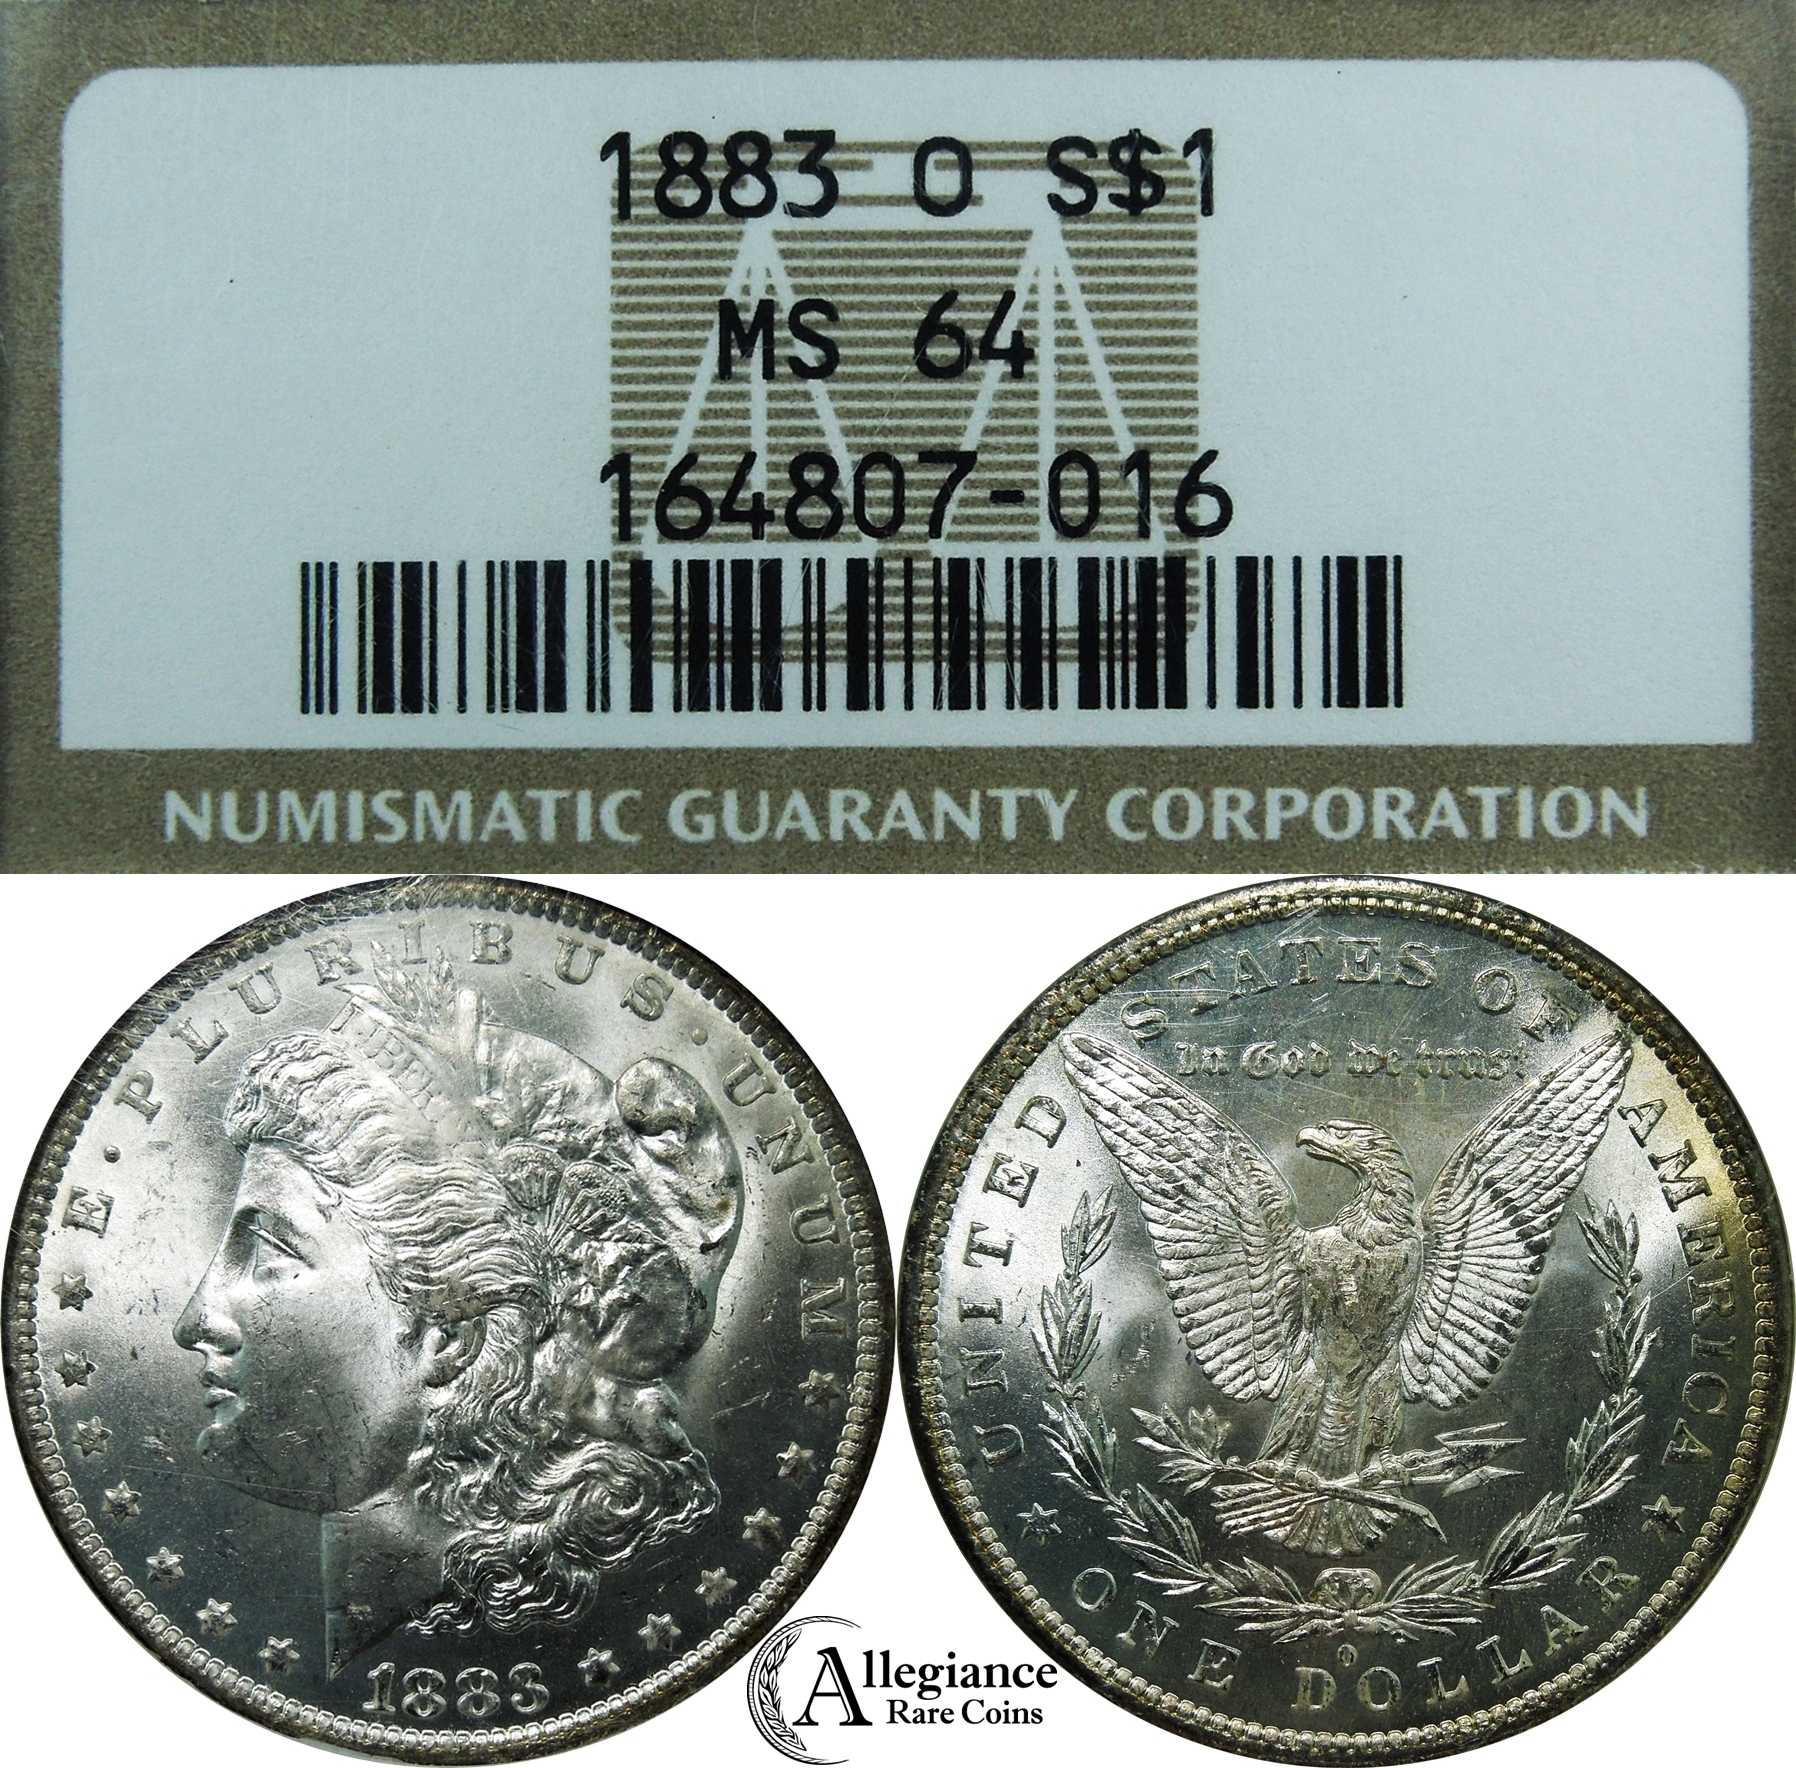 1883 O S$1
MS 64
164807-016
NUMISMATIC GUARANTY CORPORATION
E · PLURIBUS · UNUM
LIBERTY
1883
UNITED STATES OF AMERICA
In God we trust
ONE DOLLAR
O
Allegiance
Rare Coins